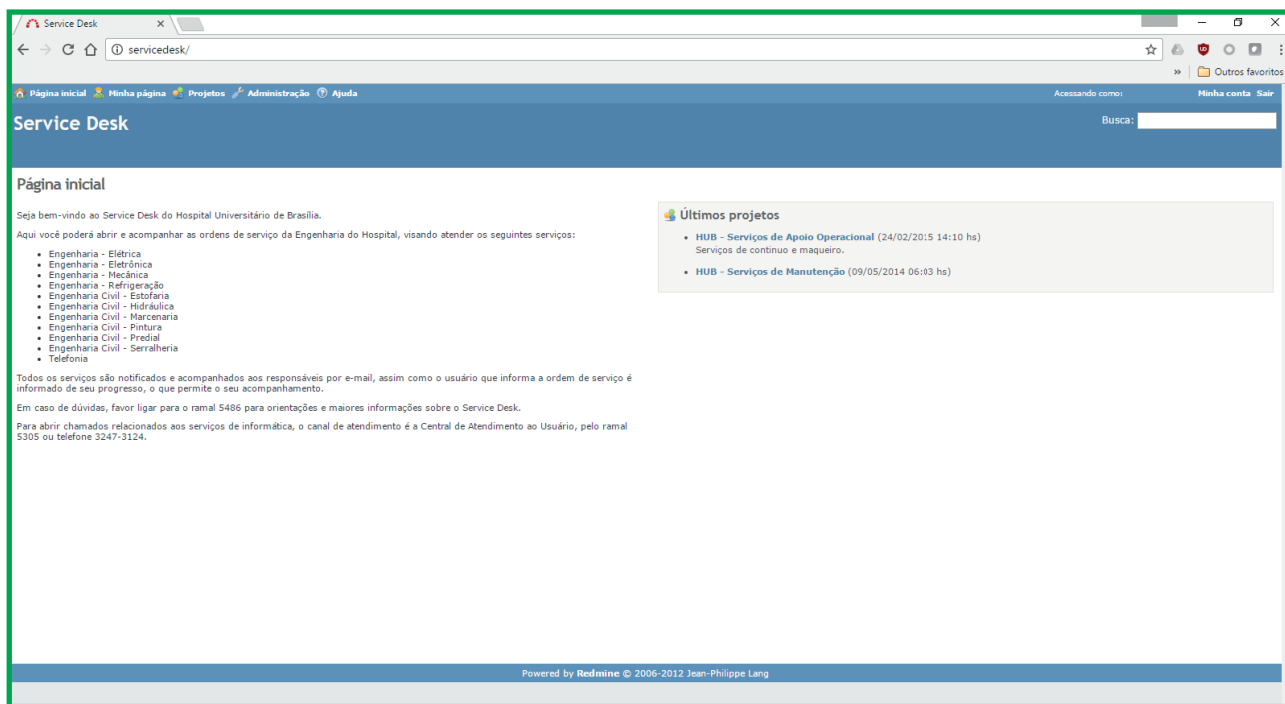 Service Desk
servicedesk/
Outros favoritos
Página inicial Minha página Projetos Administração Ajuda
Acessando como:
Minha conta Sair
Service Desk
Busca:
Página inicial
Seja bem-vindo ao Service Desk do Hospital Universitário de Brasília.
Aqui você poderá abrir e acompanhar as ordens de serviço da Engenharia do Hospital, visando atender os seguintes serviços:
Engenharia - Elétrica
Engenharia - Eletrônica
Engenharia - Mecânica
Engenharia - Refrigeração
Engenharia Civil - Estofaria
Engenharia Civil - Hidráulica
Engenharia Civil - Marcenaria
Engenharia Civil - Pintura
Engenharia Civil - Predial
Engenharia Civil - Serralheria
Telefonia
Todos os serviços são notificados e acompanhados aos responsáveis por e-mail, assim como o usuário que informa a ordem de serviço é
informado de seu progresso, o que permite o seu acompanhamento.
Em caso de dúvidas, favor ligar para o ramal 5486 para orientações e maiores informações sobre o Service Desk.
Para abrir chamados relacionados aos serviços de informática, o canal de atendimento é a Central de Atendimento ao Usuário, pelo ramal
5305 ou telefone 3247-3124.
Últimos projetos
HUB - Serviços de Apoio Operacional (24/02/2015 14:10 hs)
Serviços de continuo e maqueiro.
HUB - Serviços de Manutenção (09/05/2014 06:03 hs)
Powered by Redmine © 2006-2012 Jean-Philippe Lang